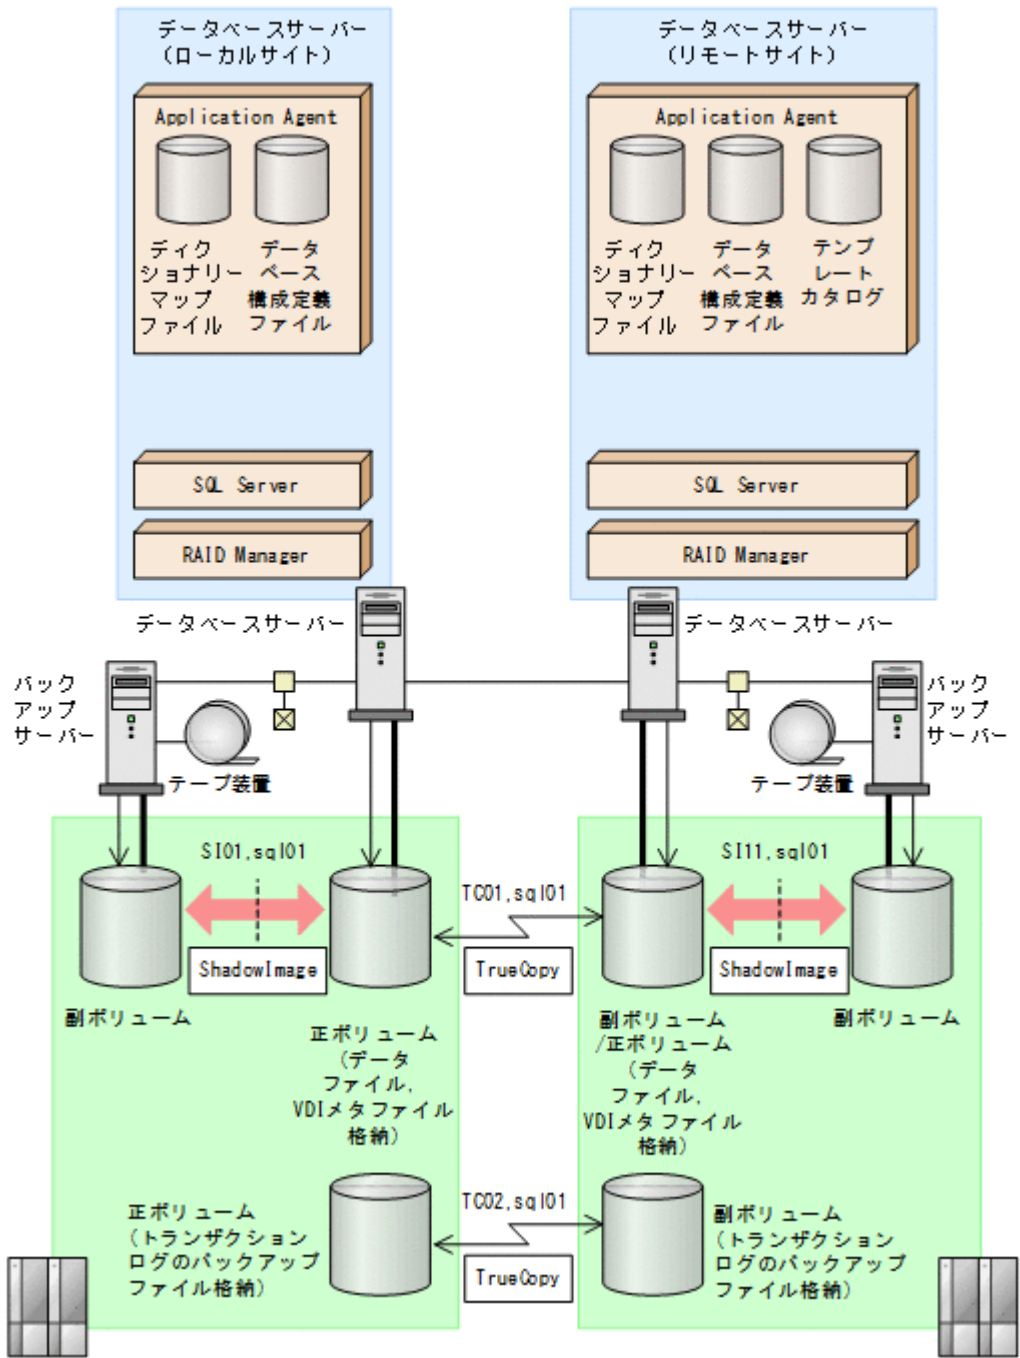 データベースサーバー
(ローカルサイト)
Application Agent
ディク
ショナリー
マップ
ファイル
データ
ベース
構成定義
ファイル
SQL Server
RAID Manager
データベースサーバー
(リモートサイト)
Application Agent
ディク
ショナリー
マップ
ファイル
データ
ベース
構成定義
ファイル
テンプ
レート
カタログ
SQL Server
RAID Manager
データベースサーバー
データベースサーバー
バック
アップ
サーバー
テープ装置
テープ装置
バック
アップ
サーバー
SI01,sql01
ShadowImage
副ボリューム
正ボリューム
(データ
ファイル,
VDIメタファイル
格納)
TC01,sql01
TrueCopy
SI11,sql01
ShadowImage
副ボリューム
/正ボリューム
(データ
ファイル,
VDIメタファイル
格納)
副ボリューム
正ボリューム
(トランザクション
ログのバックアップ
ファイル格納)
TC02,sql01
TrueCopy
副ボリューム
(トランザクション
ログのバックアップ
ファイル格納)